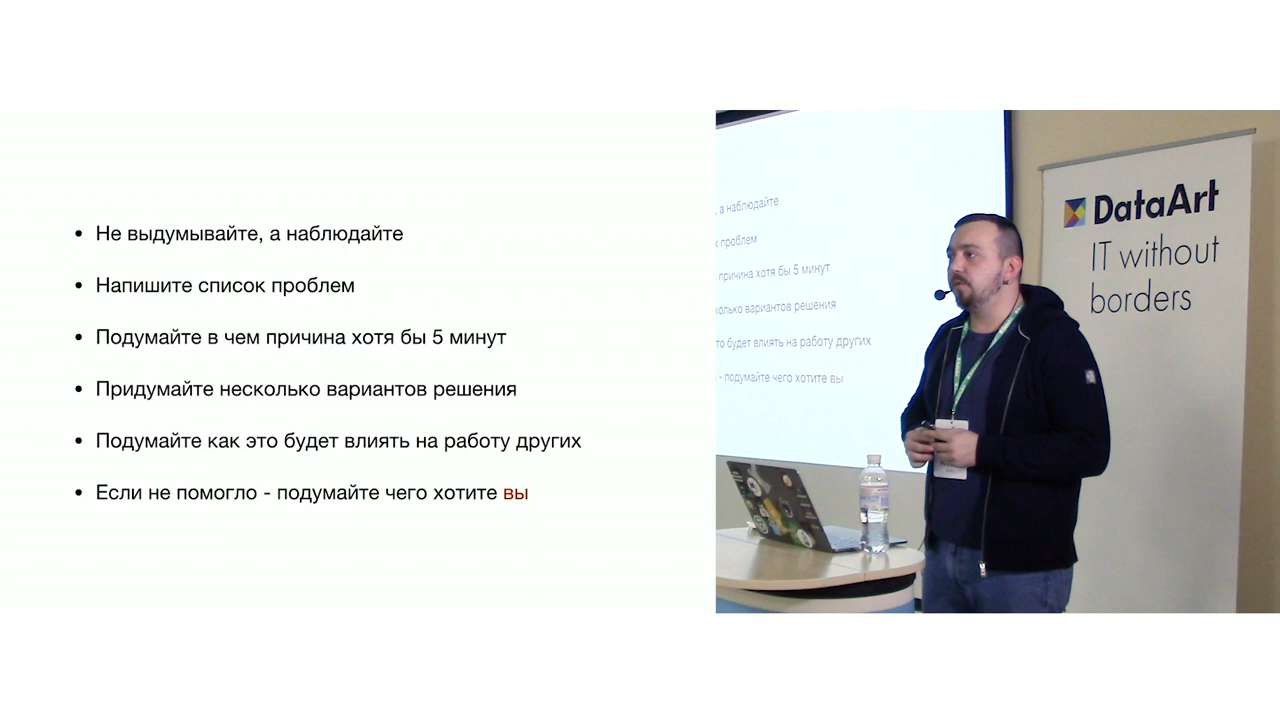 Не выдумывайте, а наблюдайте
Напишите список проблем
Подумайте в чем причина хотя бы 5 минут
Придумайте несколько вариантов решения
Подумайте как это будет влиять на работу других
Если не помогло - подумайте чего хотите вы
, а наблюдайте
к проблем
причина хотя бы 5 минут
колько вариантов решения
то будет влиять на работу других
- подумайте чего хотите вы
DataArt
IT without
borders